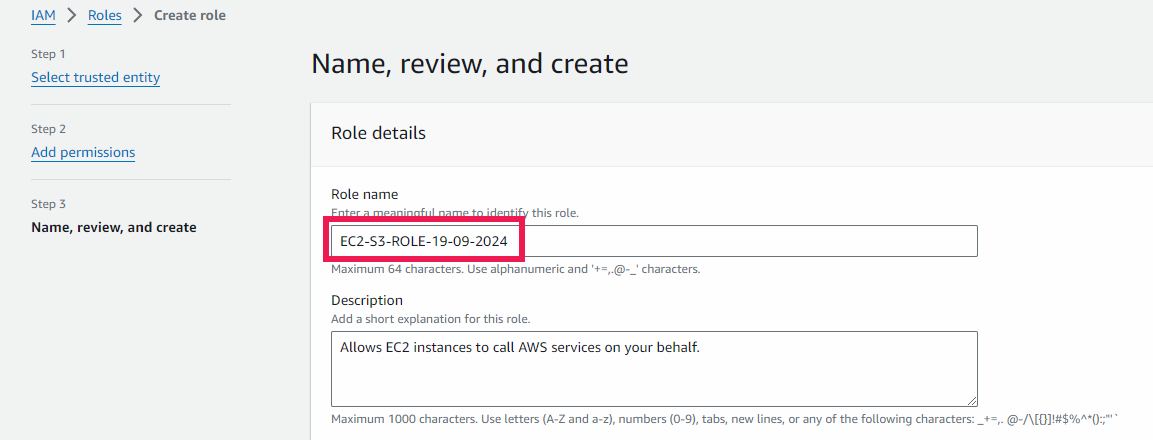 IAM > Roles > Create role
Step 1
Select trusted entity
Step 2
Add permissions
Step 3
Name, review, and create
Name, review, and create
Role details
Role name
Enter a meaningful name to identify this role.
EC2-S3-ROLE-19-09-2024
Maximum 64 characters. Use alphanumeric and '+=,.@-_' characters.
Description
Add a short explanation for this role.
Allows EC2 instances to call AWS services on your behalf.
Maximum 1000 characters. Use letters (A-Z and a-z), numbers (0-9), tabs, new lines, or any of the following characters: _+=,. @-/\[{}]!#$%^*();:"'`